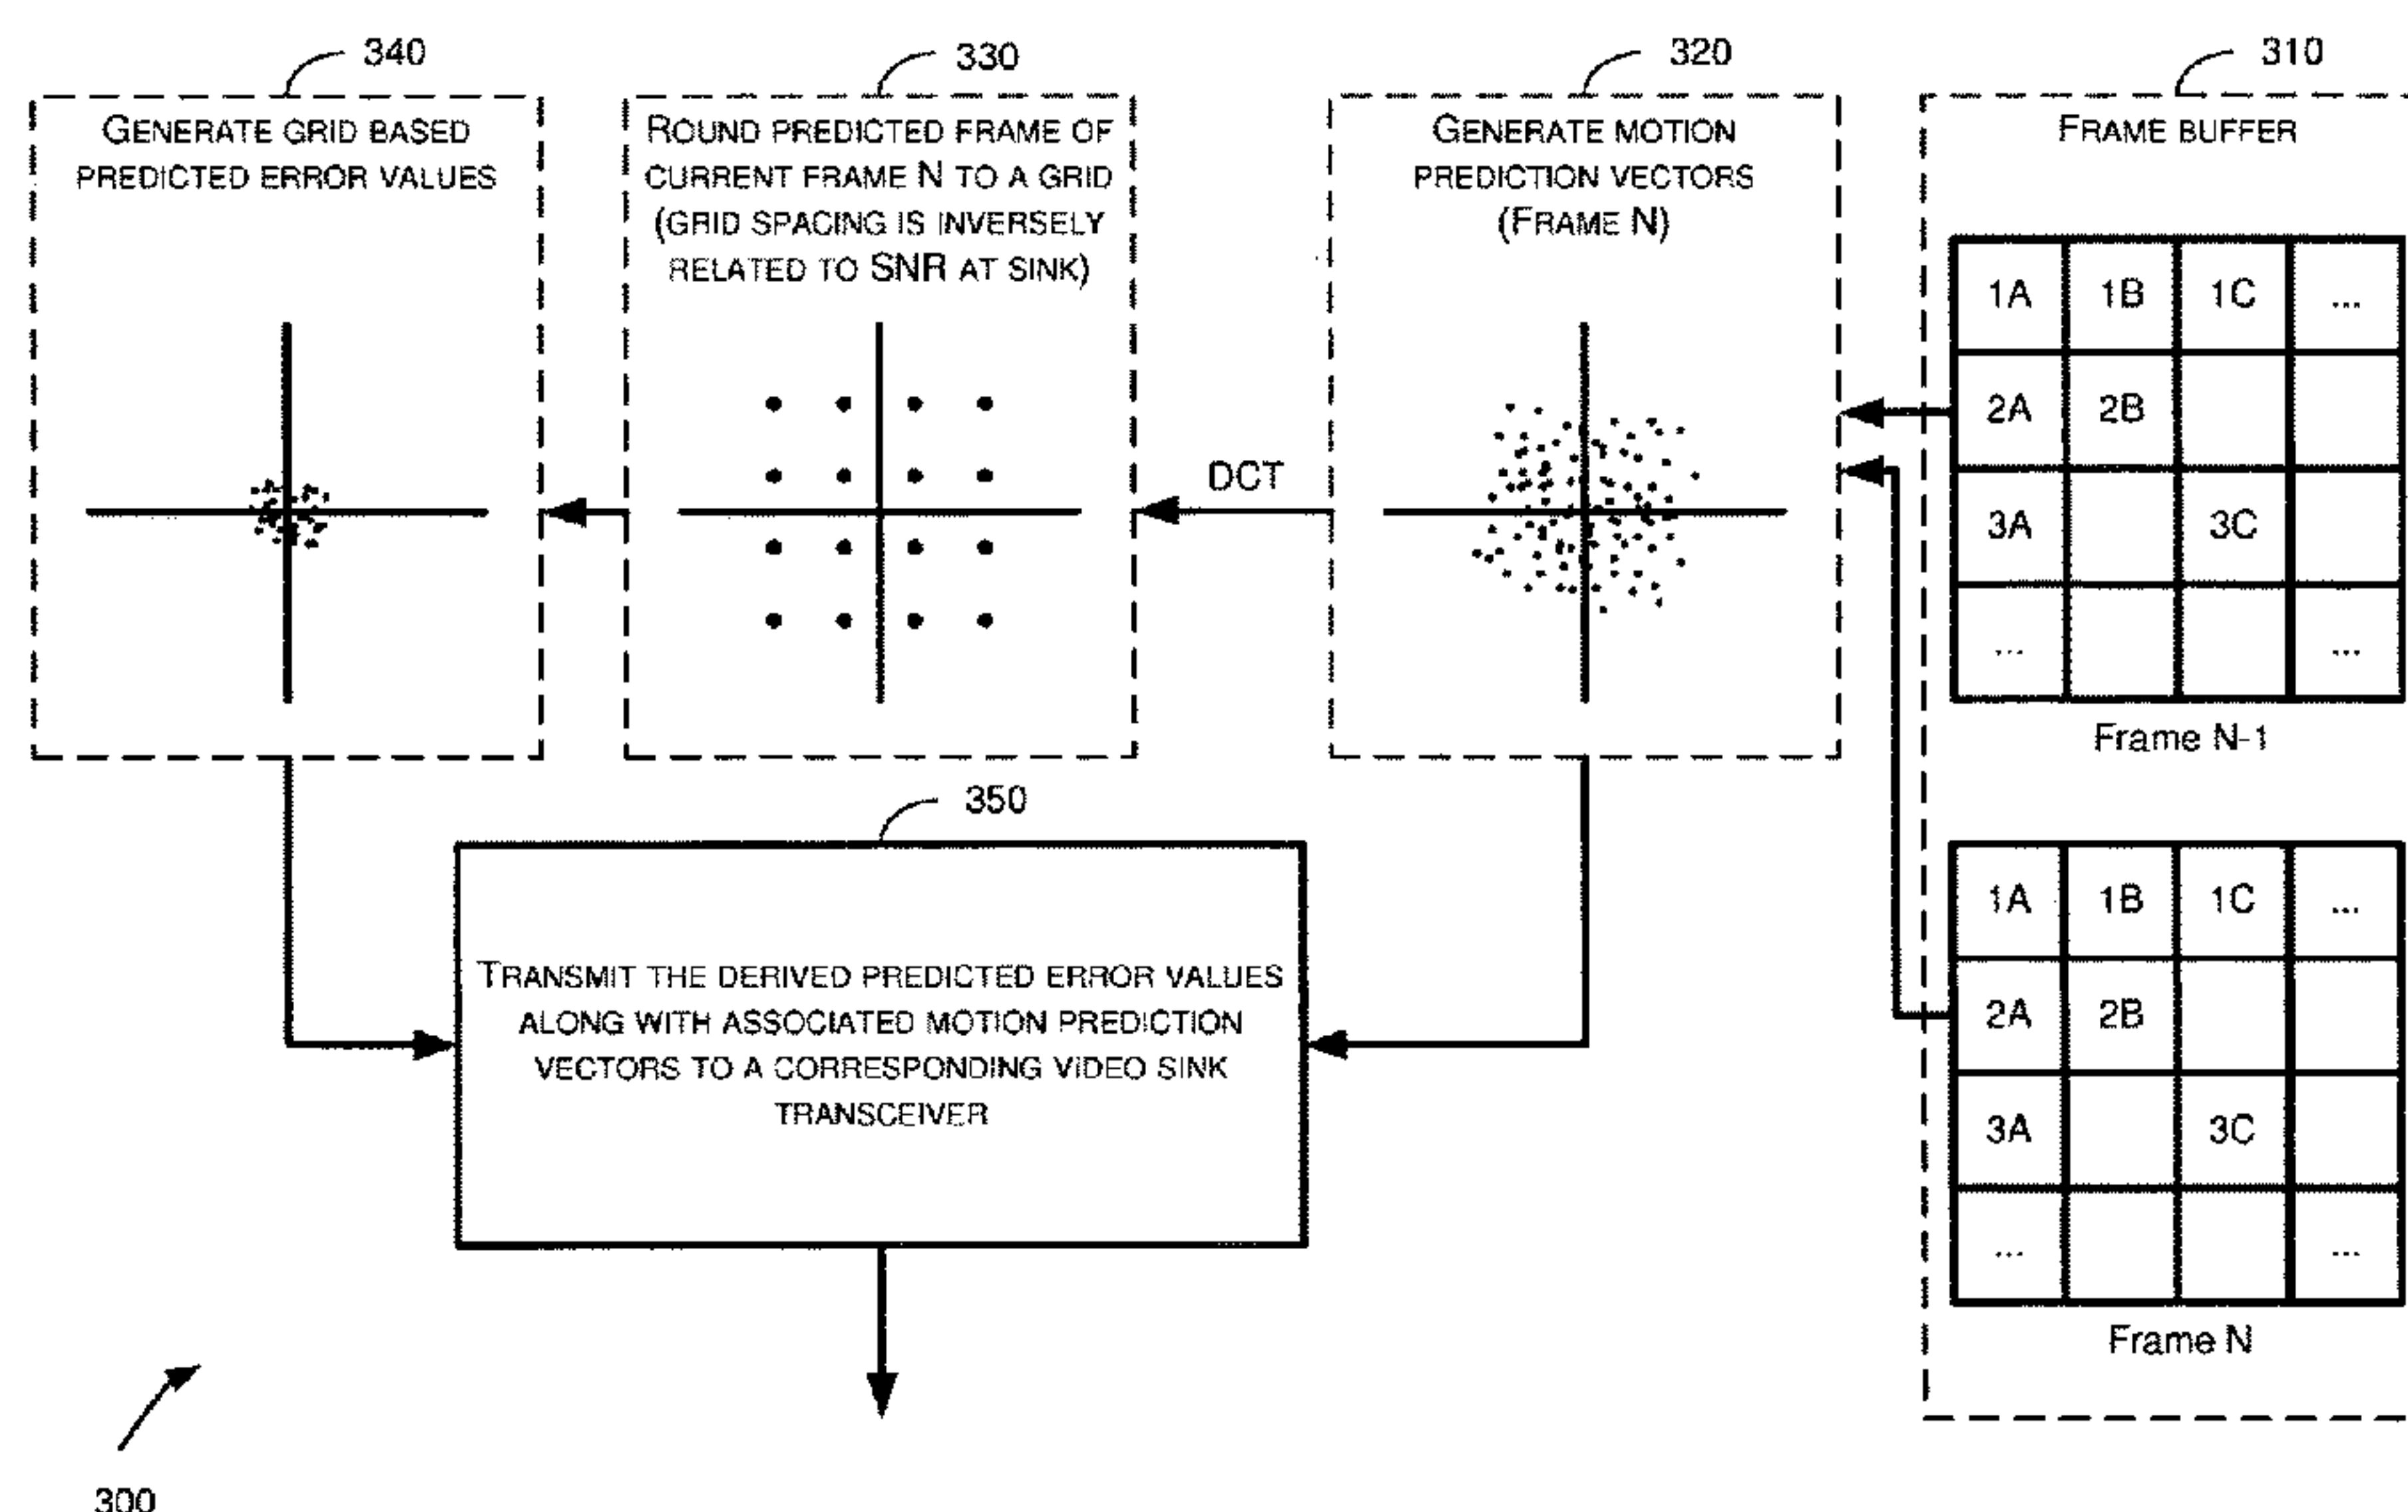 340
330
320
310
GENERATE GRID BASED
PREDICTED ERROR VALUES
ROUND PREDICTED FRAME OF
CURRENT FRAME N TO A GRID
(GRID SPACING IS INVERSELY
RELATED TO SNR AT SINK)
GENERATE MOTION
PREDICTION VECTORS
(FRAME N)
FRAME BUFFER
1A 1B 1C ...
2A 2B
3A 3C
... ...
Frame N-1
DCT
350
TRANSMIT THE DERIVED PREDICTED ERROR VALUES
ALONG WITH ASSOCIATED MOTION PREDICTION
VECTORS TO A CORRESPONDING VIDEO SINK
TRANSCEIVER
1A 1B 1C ...
2A 2B
3A 3C
... ...
Frame N
300